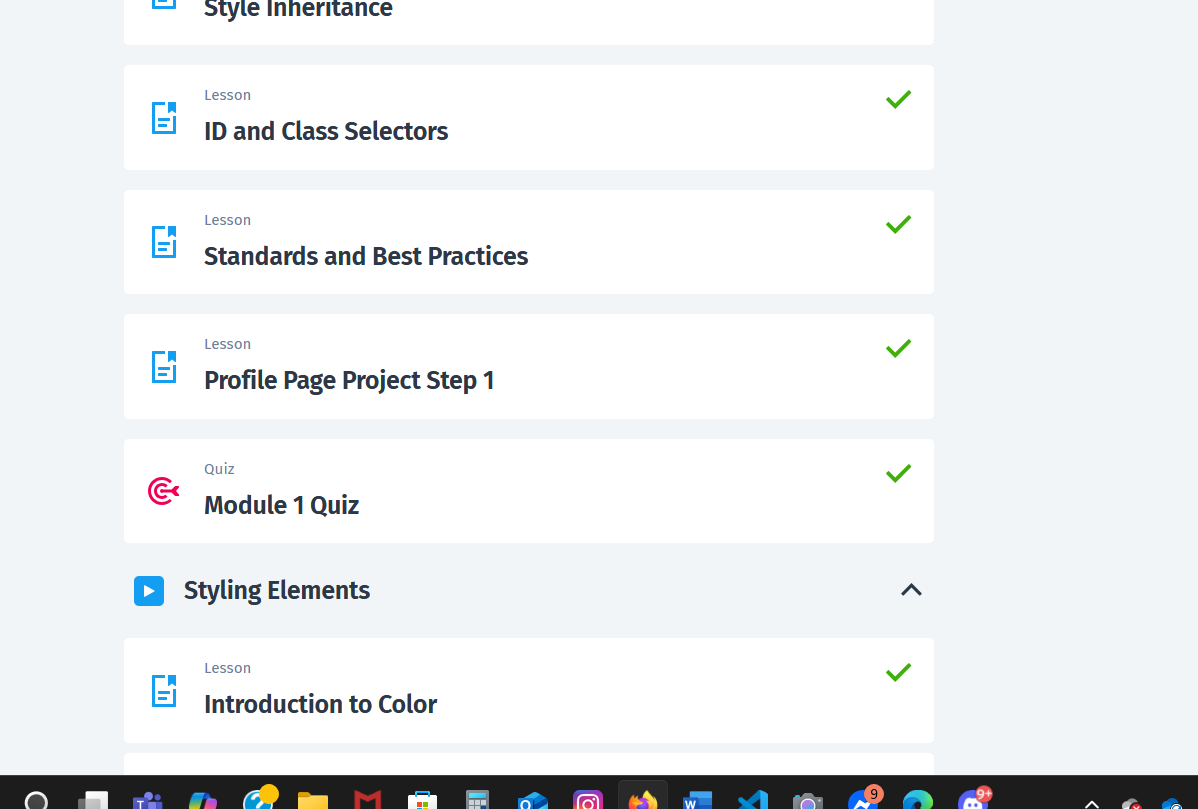 Style Inheritance
Lesson
ID and Class Selectors
Lesson
Standards and Best Practices
Lesson
Profile Page Project Step 1
Quiz
Module 1 Quiz
Styling Elements
Lesson
Introduction to Color
T
?
O
W
9
9+